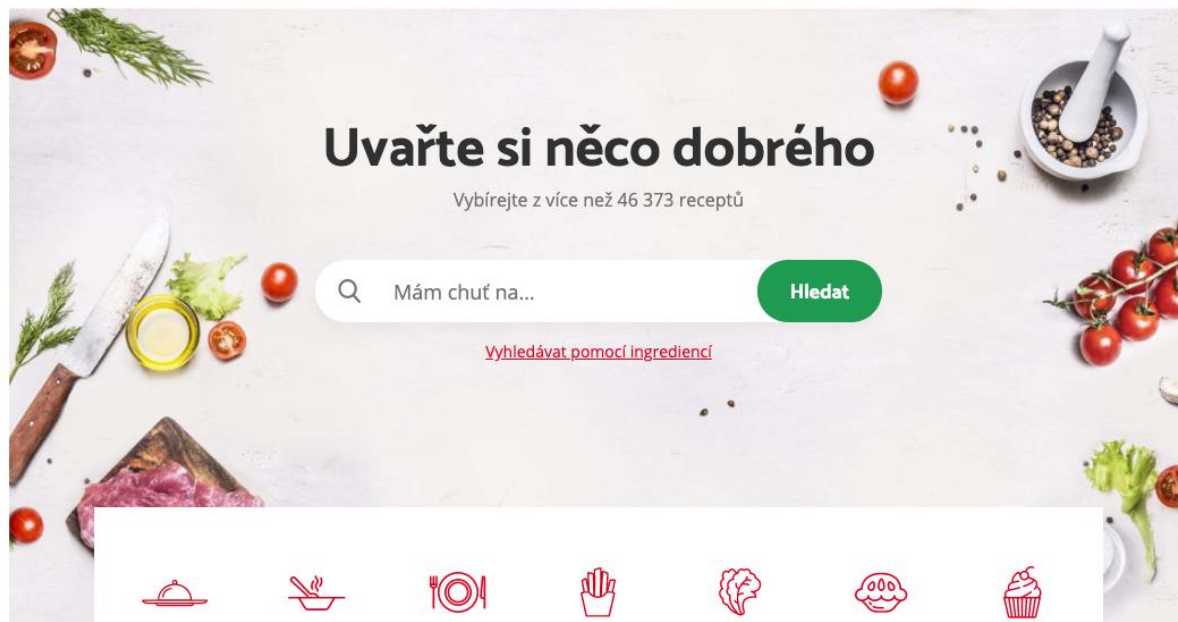 Uvařte si něco dobrého
Vybírejte z více než 46 373 receptů
Mám chuť na...
Hledat
Vyhledávat pomocí ingrediencí